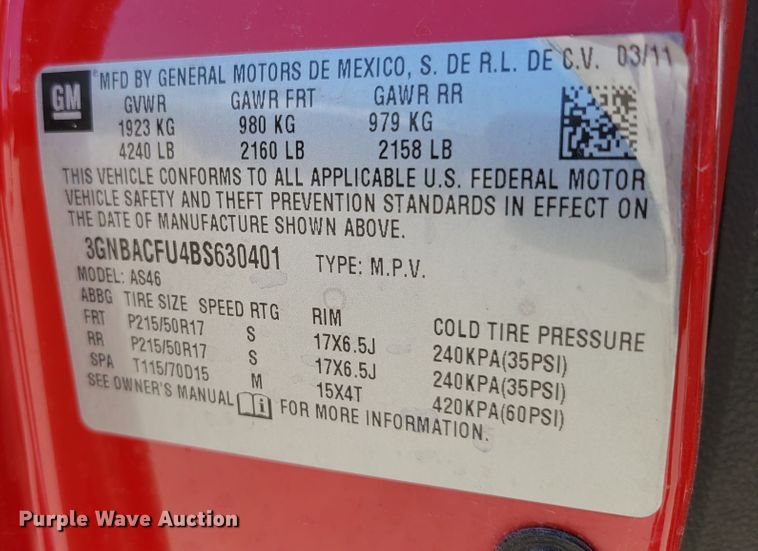 GM ®MFD BY GENERAL MOTORS DE MEXICO, S. DE R.L. DE C.V. 03/11
GVWR GAWR FRT GAWR RR
1923 KG 980 KG 979 KG
4240 LB 2160 LB 2158 LB
THIS VEHICLE CONFORMS TO ALL APPLICABLE U.S. FEDERAL MOTOR
VEHICLE SAFETY AND THEFT PREVENTION STANDARDS IN EFFECT ON
THE DATE OF MANUFACTURE SHOWN ABOVE.
3GNBACFU4BS630401 TYPE: M.P.V.
MODEL: AS46
ABBG TIRE SIZE SPEED RTG RIM COLD TIRE PRESSURE
FRT P215/50R17 S 17X6.5J 240KPA(35PSI)
RR P215/50R17 S 17X6.5J 240KPA(35PSI)
SPA T115/70D15 M 15X4T 420KPA(60PSI)
SEE OWNER'S MANUAL i FOR MORE INFORMATION.
Purple Wave Auction